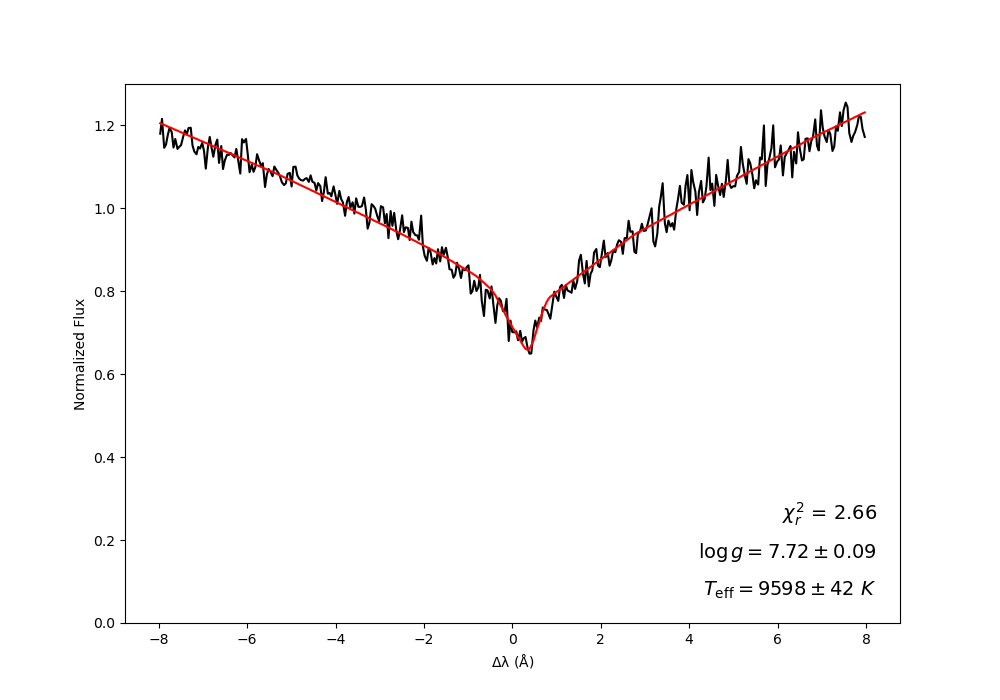 1.2
1.0
0.8
0.6
0.4
0.2
0.0
Normalized Flux
χ²ᵣ = 2.66
log g = 7.72 ± 0.09
T_eff = 9598 ± 42 K
−8 −6 −4 −2 0 2 4 6 8
Δλ (Å)